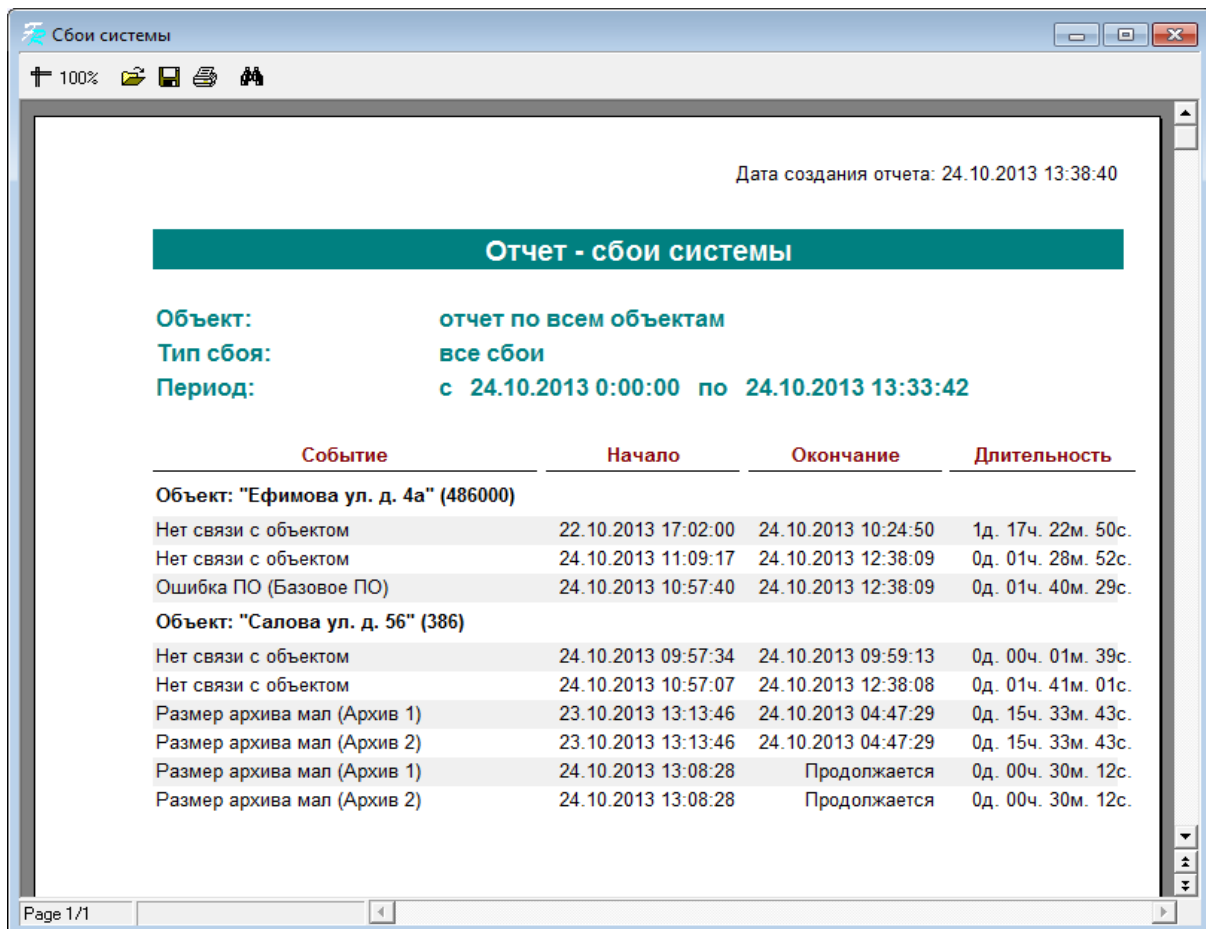 Сбои системы
100%
Дата создания отчета: 24.10.2013 13:38:40
Отчет - сбои системы
Объект: отчет по всем объектам
Тип сбоя: все сбои
Период: с 24.10.2013 0:00:00 по 24.10.2013 13:33:42
Событие Начало Окончание Длительность
Объект: "Ефимова ул. д. 4а" (486000)
Нет связи с объектом 22.10.2013 17:02:00 24.10.2013 10:24:50 1д. 17ч. 22м. 50с.
Нет связи с объектом 24.10.2013 11:09:17 24.10.2013 12:38:09 0д. 01ч. 28м. 52с.
Ошибка ПО (Базовое ПО) 24.10.2013 10:57:40 24.10.2013 12:38:09 0д. 01ч. 40м. 29с.
Объект: "Салова ул. д. 56" (386)
Нет связи с объектом 24.10.2013 09:57:34 24.10.2013 09:59:13 0д. 00ч. 01м. 39с.
Нет связи с объектом 24.10.2013 10:57:07 24.10.2013 12:38:08 0д. 01ч. 41м. 01с.
Размер архива мал (Архив 1) 23.10.2013 13:13:46 24.10.2013 04:47:29 0д. 15ч. 33м. 43с.
Размер архива мал (Архив 2) 23.10.2013 13:13:46 24.10.2013 04:47:29 0д. 15ч. 33м. 43с.
Размер архива мал (Архив 1) 24.10.2013 13:08:28 Продолжается 0д. 00ч. 30м. 12с.
Размер архива мал (Архив 2) 24.10.2013 13:08:28 Продолжается 0д. 00ч. 30м. 12с.
Page 1/1